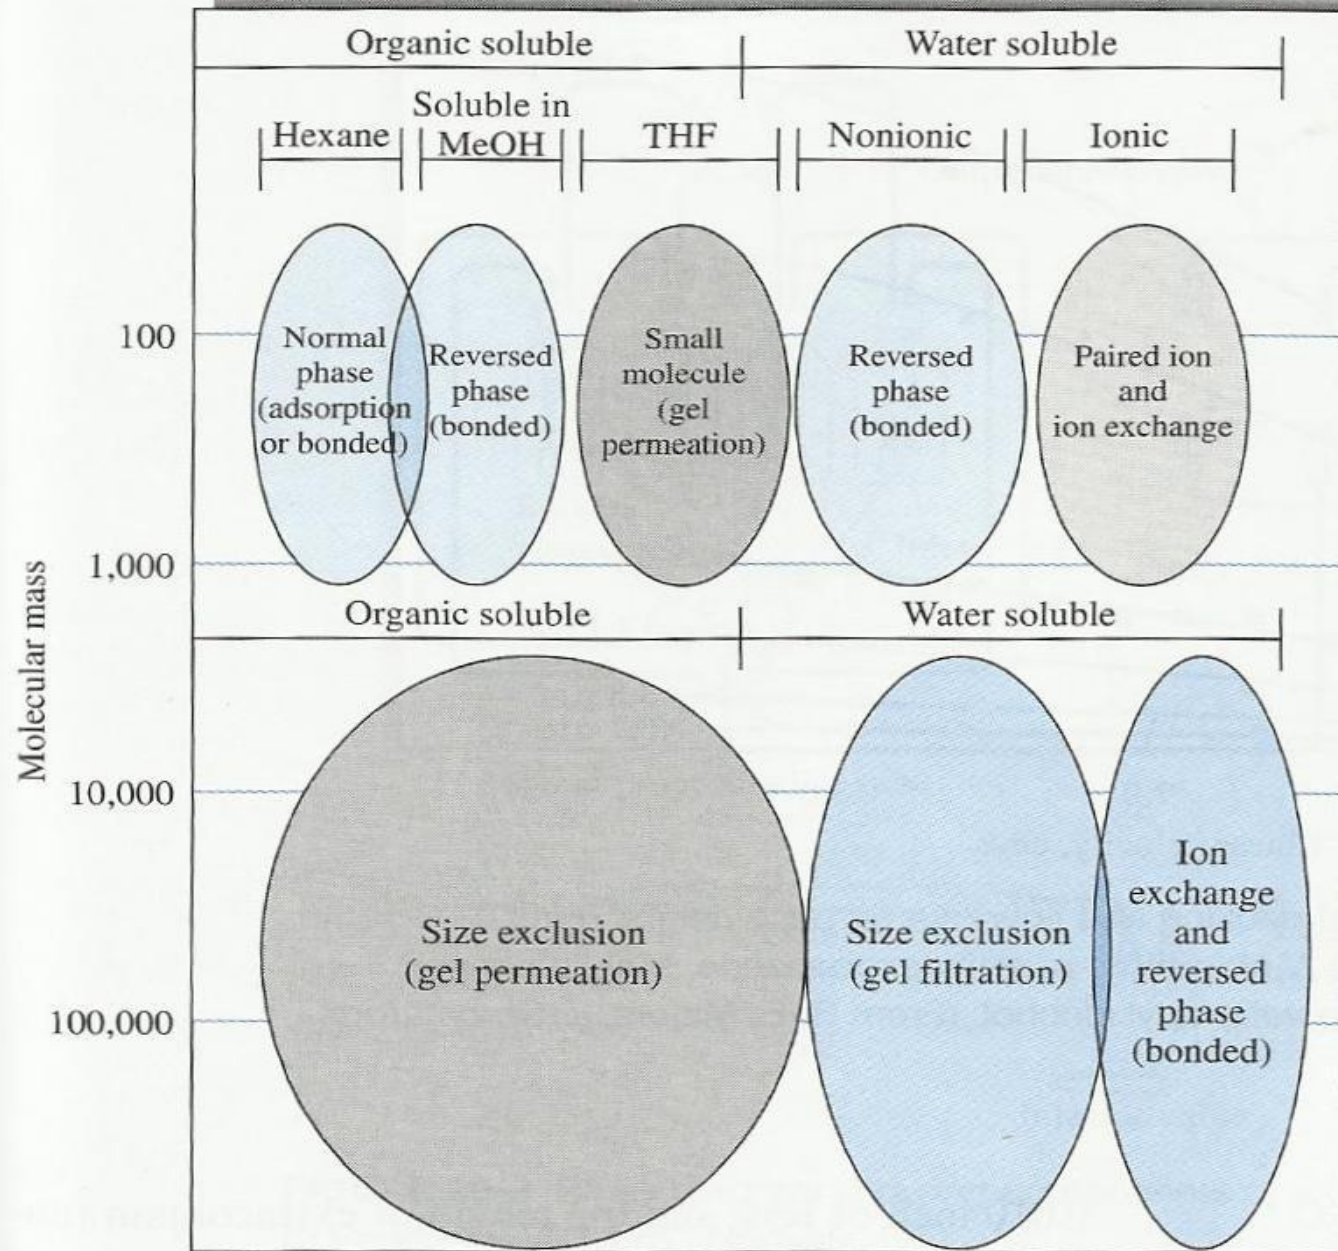 Organic soluble
Water soluble
Hexane
Soluble in
MeOH
THF
Nonionic
Ionic
100
Normal
phase
(adsorption
or bonded)
Reversed
phase
(bonded)
Small
molecule
(gel
permeation)
Reversed
phase
(bonded)
Paired ion
and
ion exchange
1,000
Molecular mass
Organic soluble
Water soluble
10,000
Size exclusion
(gel permeation)
Size exclusion
(gel filtration)
Ion
exchange
and
reversed
phase
(bonded)
100,000